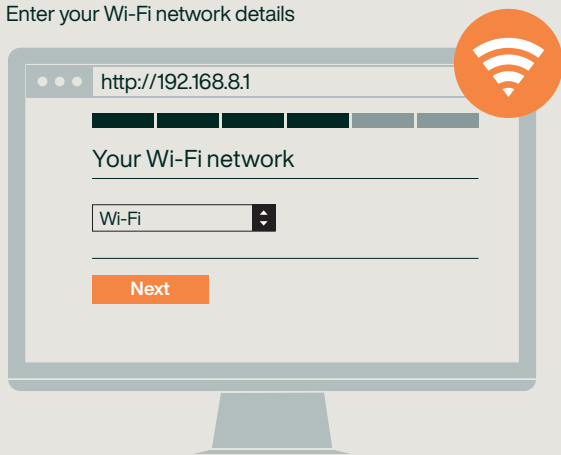 Enter your Wi-Fi network details
http://192.168.8.1
Your Wi-Fi network
Wi-Fi
Next